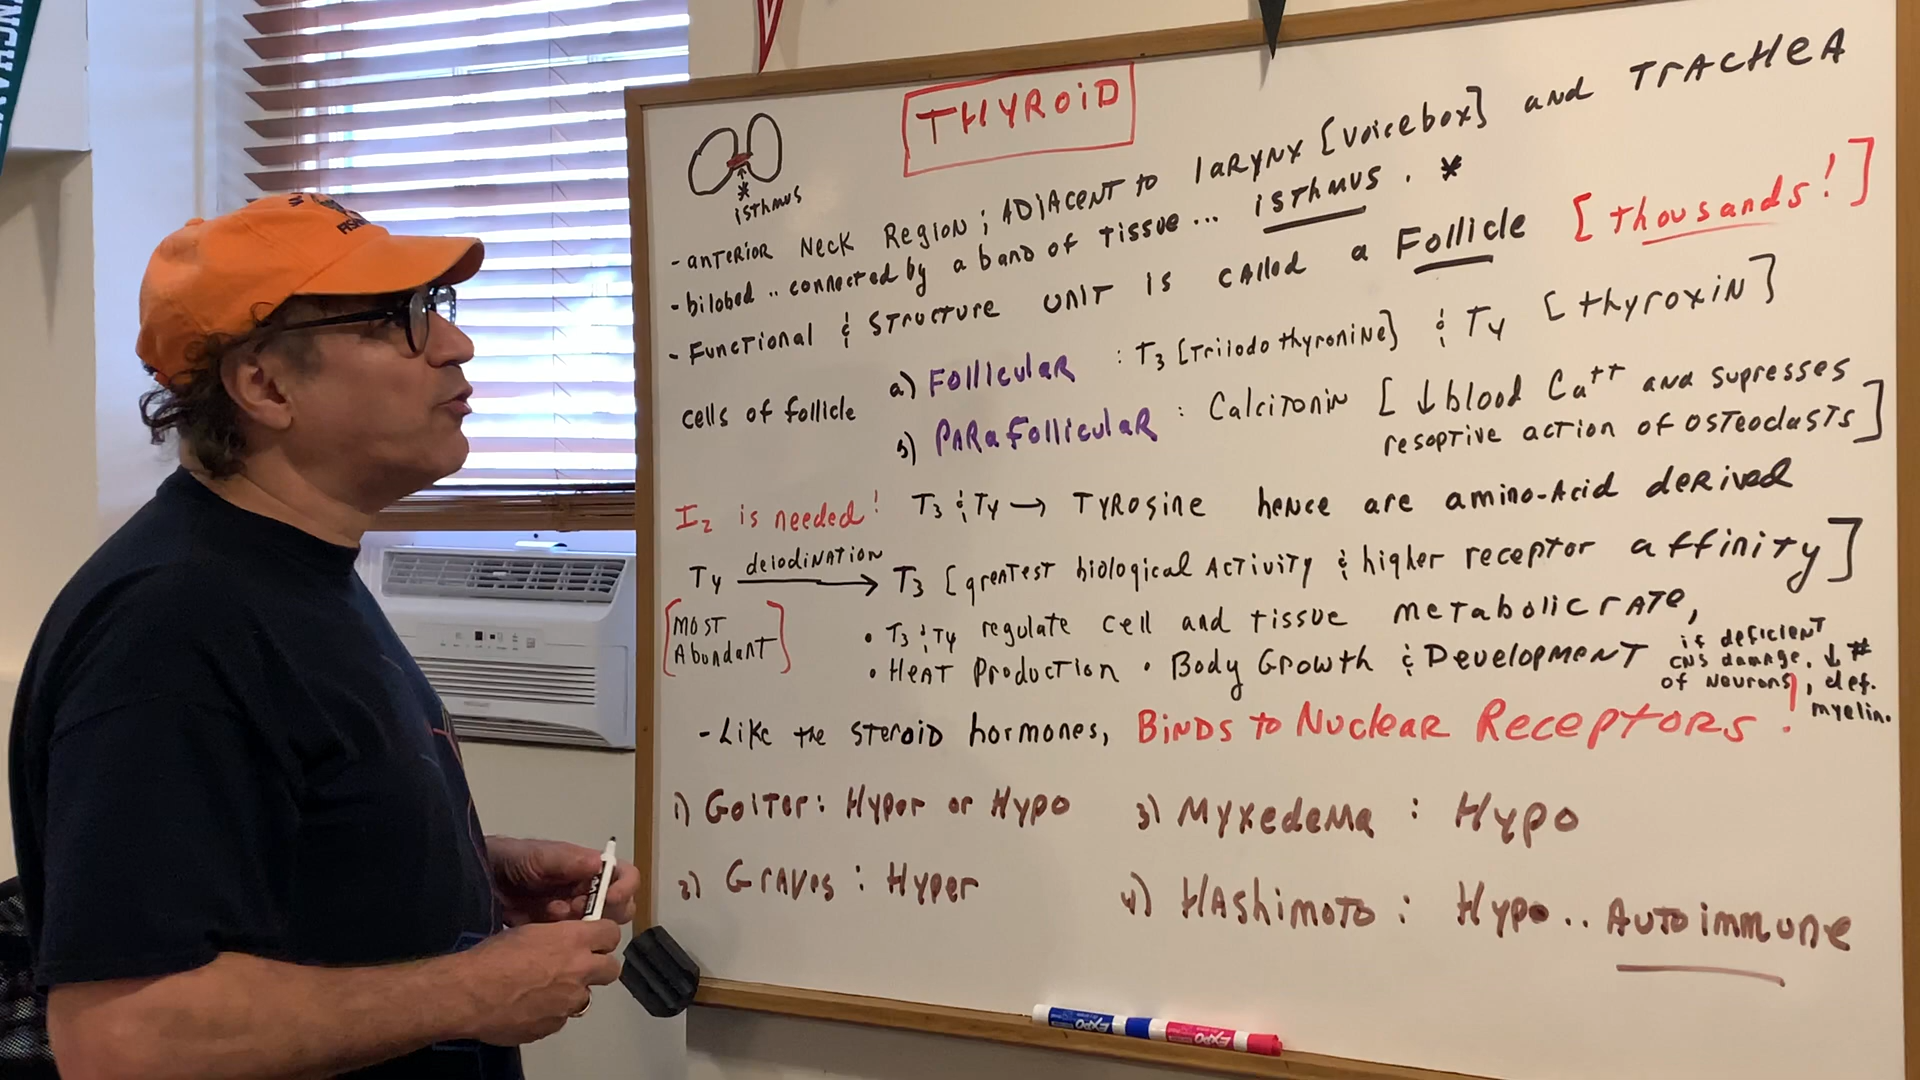 THYROID
* ISTHMUS
- ANTERIOR NECK REGION; ADJACENT to LARYNX [voicebox] and TRACHEA
- bilobed .. connected by a band of TISSUE... ISTHMUS. *
- FUNCTIONAL & STRUCTURE UNIT IS CALLED a Follicle [thousands!]
cells of follicle
a) FolliculaR : T3 [Triiodothyronine] & T4 [thyroxin]
b) PARafolliculaR : Calcitonin [↓ blood Ca++ and supresses
resoptive action of osteoclasts]
I2 is needed! T3 & T4 → TYROSINE hence are amino-Acid derived
T4 deiodination → T3 [greatest biological Activity & higher receptor affinity]
[MOST Abundant]
• T3 & T4 regulate cell and tissue metabolic rate,
• HEAT Production • Body Growth & Development if deficient
CNS damage, ↓ #
of neurons, def.
myelin.
- Like the steroid hormones, BINDS to NUCLEAR RECEPTORS!
1) GOITER: Hyper or Hypo
3) Myxedema : Hypo
2) Graves : Hyper
4) HAshimoto : Hypo.. Autoimmune
EXPO
EXPO